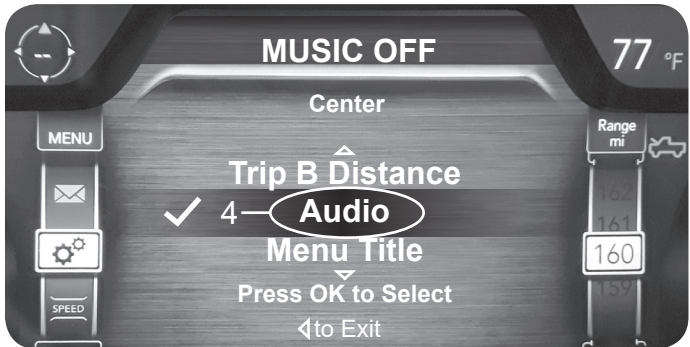 MUSIC OFF
--
77 °F
Center
MENU
Range
mi
Trip B Distance
162
4 Audio
161
Menu Title
160
Press OK to Select
159
SPEED
to Exit